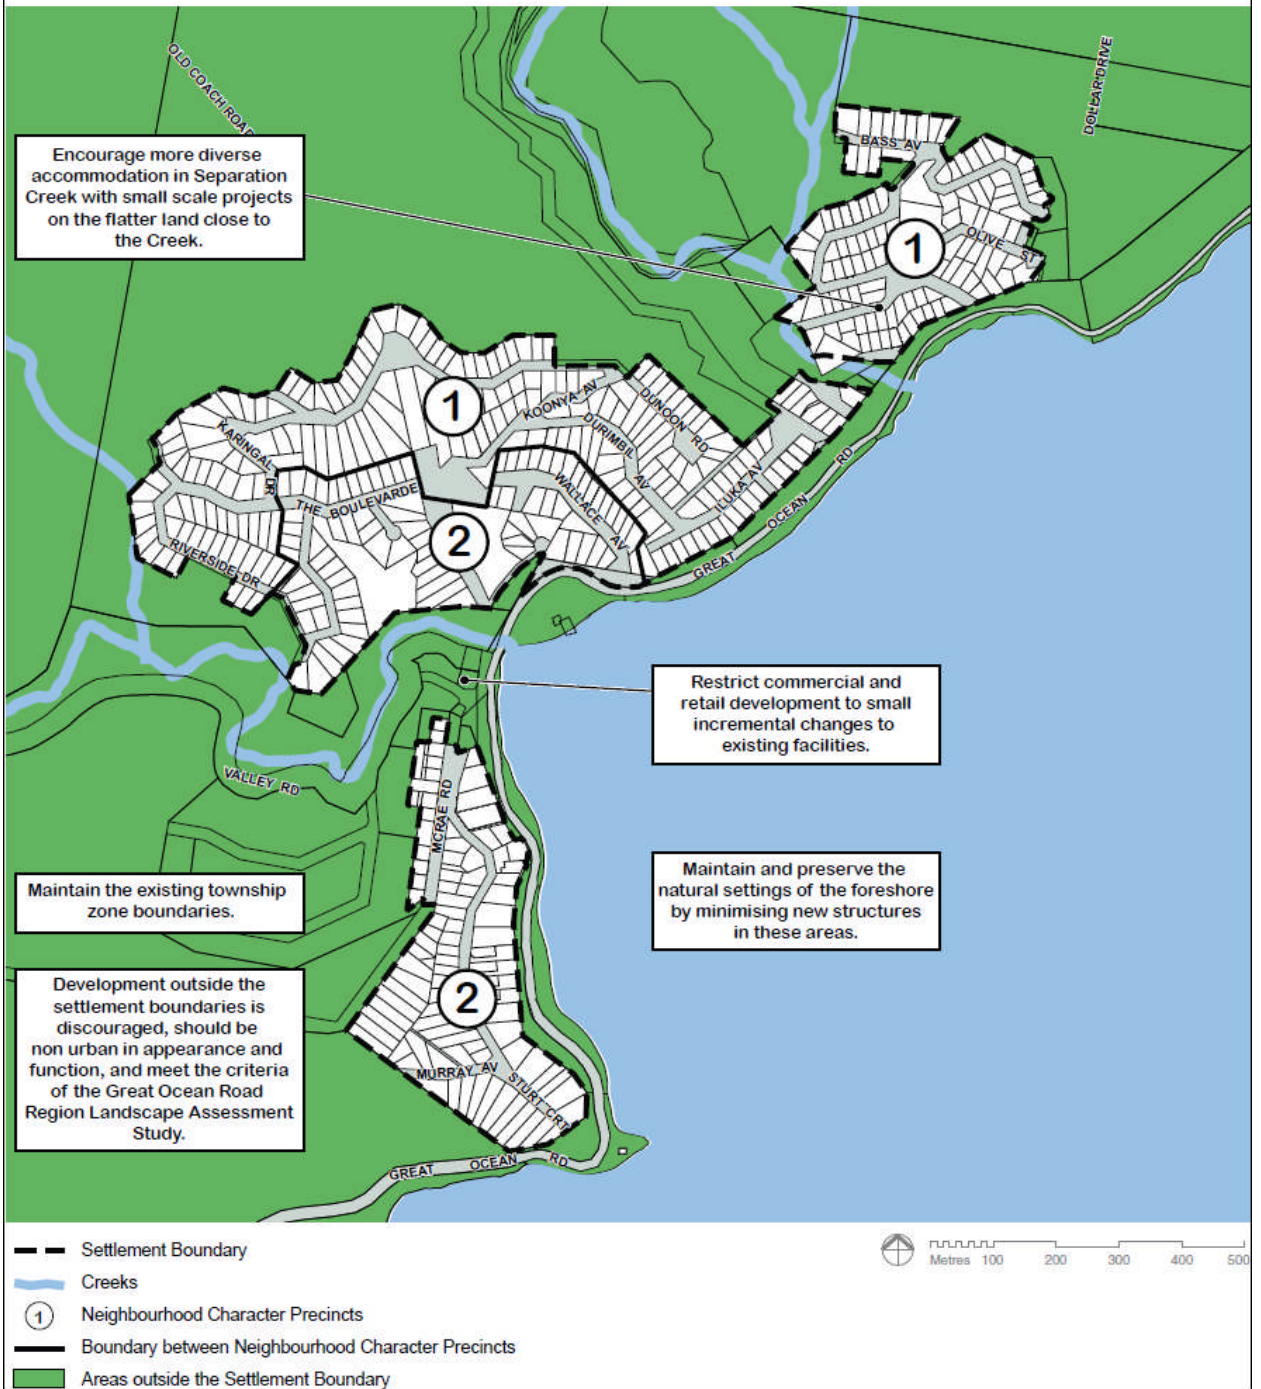 OLD COACH ROAD
DOLLAR DRIVE
Encourage more diverse
accommodation in Separation
Creek with small scale projects
on the flatter land close to
the Creek.
BASS AV
1
OLIVE ST
1
KOONYA AV
DUNOON RD
DURIMBIL AV
KARINGAL DR
ILUKA AV
THE BOULEVARDE
WALLACE AV
2
RIVERSIDE DR
GREAT OCEAN RD
Restrict commercial and
retail development to small
incremental changes to
existing facilities.
VALLEY RD
MCRAE RD
Maintain and preserve the
natural settings of the foreshore
by minimising new structures
in these areas.
Maintain the existing township
zone boundaries.
Development outside the
settlement boundaries is
discouraged, should be
non urban in appearance and
function, and meet the criteria
of the Great Ocean Road
Region Landscape Assessment
Study.
2
MURRAY AV
STURT CRT
GREAT OCEAN RD
Settlement Boundary
Creeks
1 Neighbourhood Character Precincts
Boundary between Neighbourhood Character Precincts
Areas outside the Settlement Boundary
Metres 100 200 300 400 500